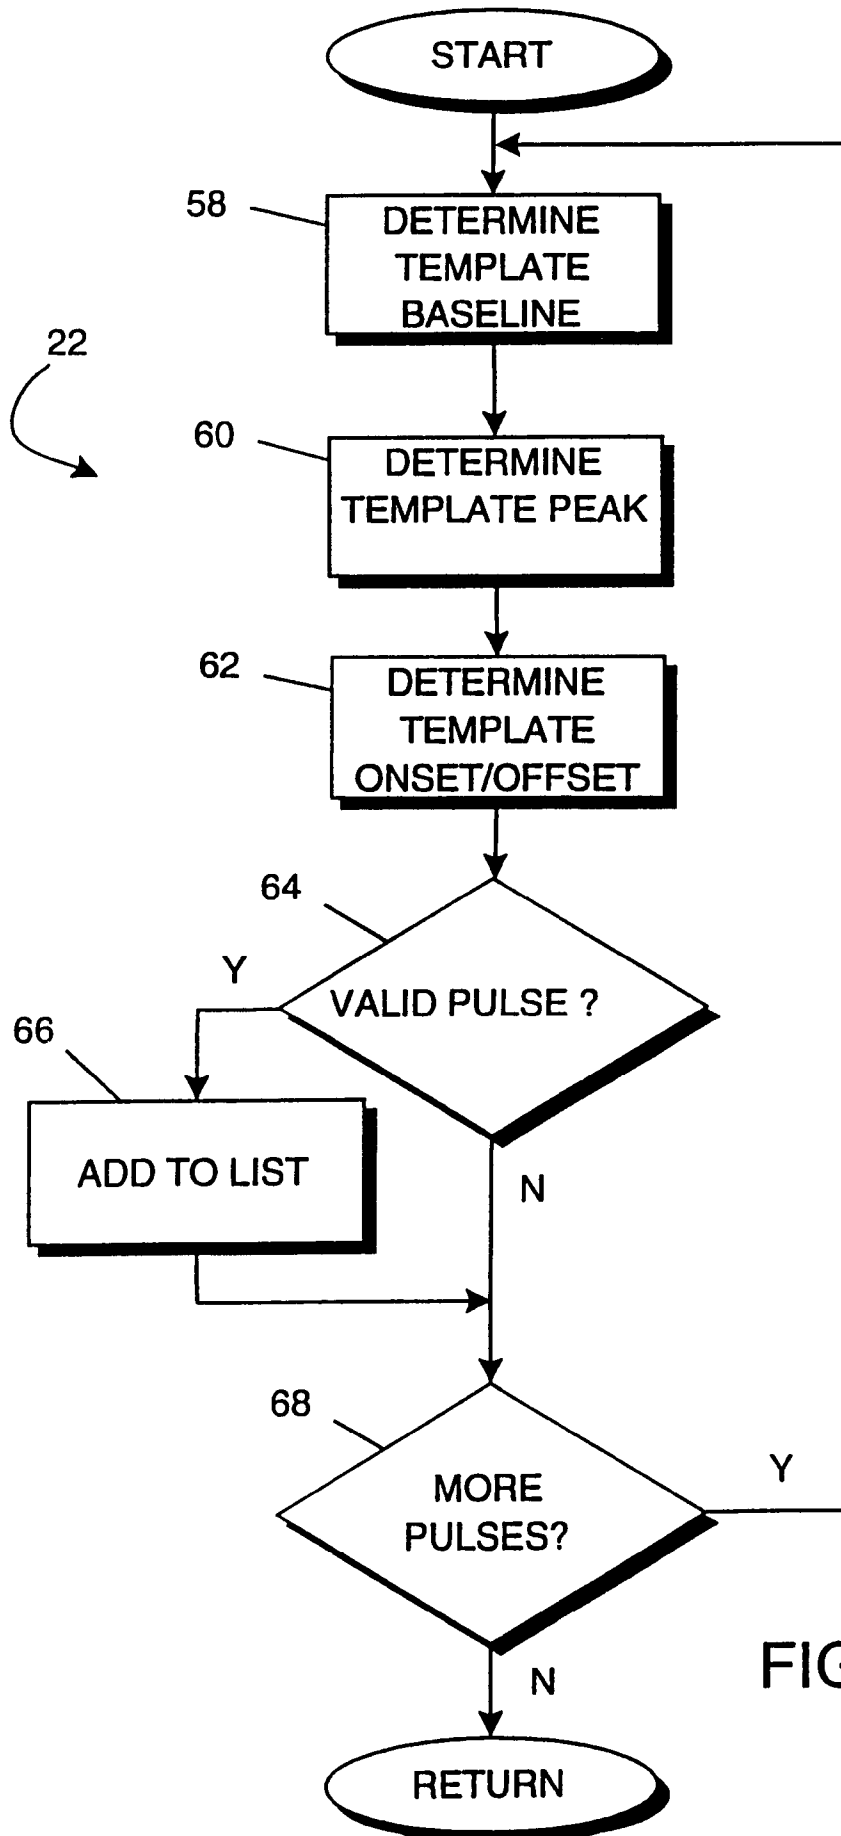 START
58
DETERMINE
TEMPLATE
BASELINE
22
60
DETERMINE
TEMPLATE PEAK
62
DETERMINE
TEMPLATE
ONSET/OFFSET
64
Y
VALID PULSE ?
66
ADD TO LIST
N
68
MORE
PULSES?
Y
FIG
N
RETURN